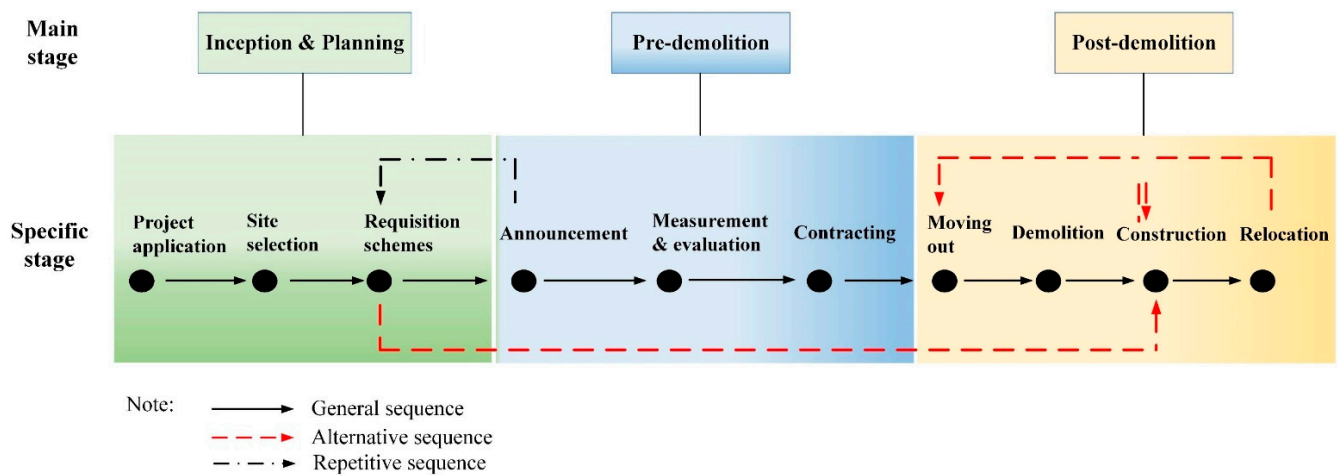 Main
stage
Inception & Planning
Pre-demolition
Post-demolition
Specific
stage
Project
application
Site
selection
Requisition
schemes
Announcement
Measurement
& evaluation
Contracting
Moving
out
Demolition
Construction
Relocation
Note:
General sequence
Alternative sequence
Repetitive sequence